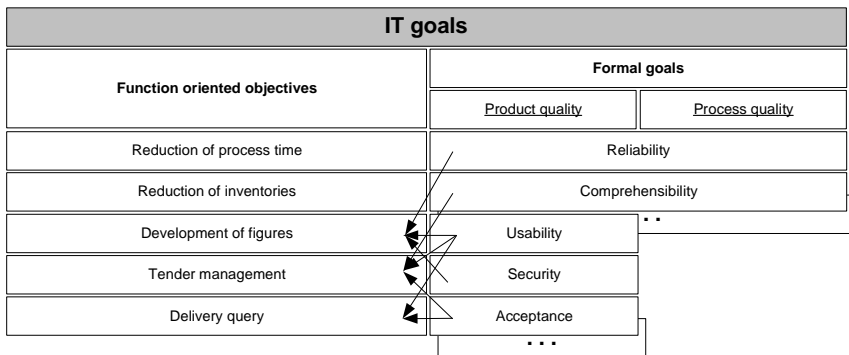 IT goals
Function oriented objectives
Formal goals
Product quality
Process quality
Reduction of process time
Reliability
Reduction of inventories
Comprehensibility
. .
Development of figures
Usability
Tender management
Security
Delivery query
Acceptance
. . .